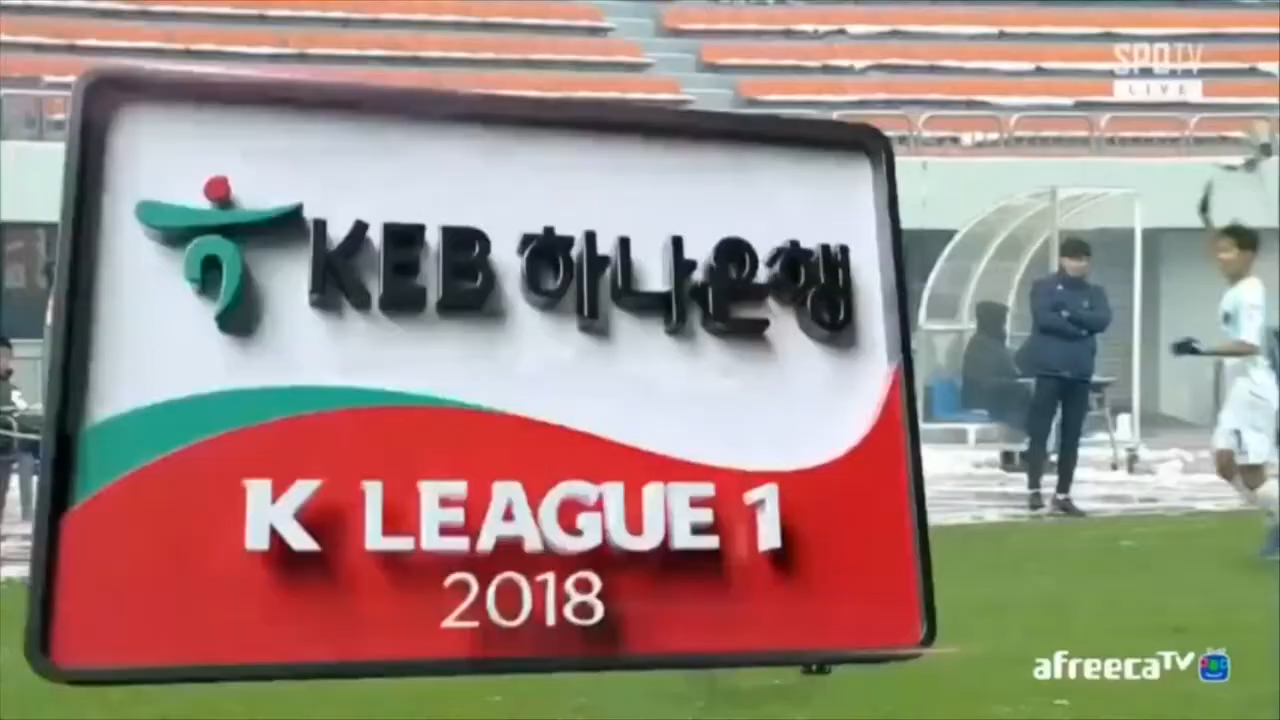 SPOTV
LIVE
KEB 하나은행
K LEAGUE 1
2018
afreecaTV